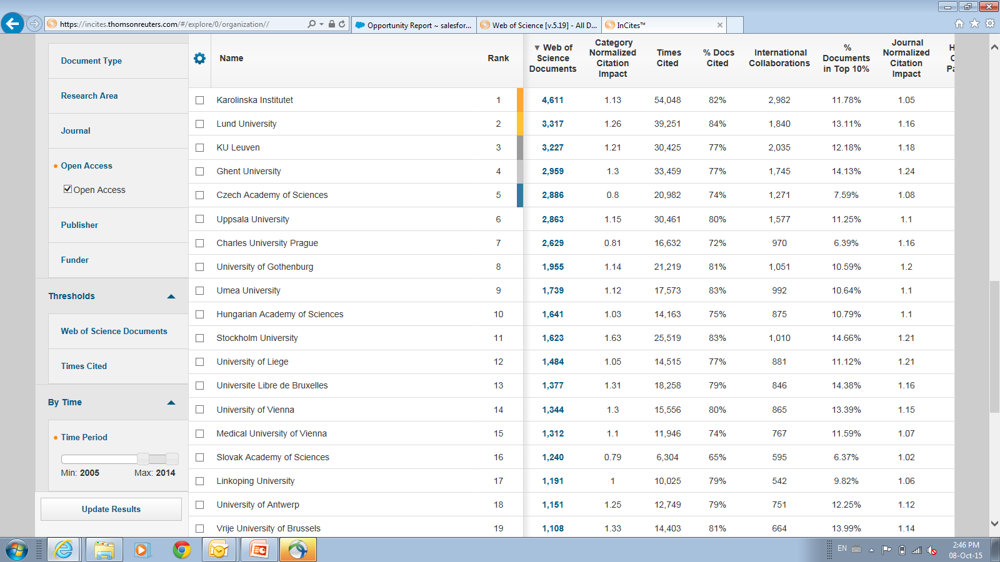 https://incites.thomsonreuters.com/#/explore/0/organization//
Opportunity Report ~ salesfor...
Web of Science [v.5.19] - All D...
InCites™
Document Type
Research Area
Journal
Open Access
Open Access
Publisher
Funder
Thresholds
Web of Science Documents
Times Cited
By Time
Time Period
Min: 2005 Max: 2014
Update Results
Name Rank ▼ Web of Science Documents Category Normalized Citation Impact Times Cited % Docs Cited International Collaborations % Documents in Top 10% Journal Normalized Citation Impact
Karolinska Institutet 1 4,611 1.13 54,048 82% 2,982 11.78% 1.05
Lund University 2 3,317 1.26 39,251 84% 1,840 13.11% 1.16
KU Leuven 3 3,227 1.21 30,425 77% 2,035 12.18% 1.18
Ghent University 4 2,959 1.3 33,459 77% 1,745 14.13% 1.24
Czech Academy of Sciences 5 2,886 0.8 20,982 74% 1,271 7.59% 1.08
Uppsala University 6 2,863 1.15 30,461 80% 1,577 11.25% 1.1
Charles University Prague 7 2,629 0.81 16,632 72% 970 6.39% 1.16
University of Gothenburg 8 1,955 1.14 21,219 81% 1,051 10.59% 1.2
Umea University 9 1,739 1.12 17,573 83% 992 10.64% 1.1
Hungarian Academy of Sciences 10 1,641 1.03 14,163 75% 875 10.79% 1.1
Stockholm University 11 1,623 1.63 25,519 83% 1,010 14.66% 1.21
University of Liege 12 1,484 1.05 14,515 77% 881 11.12% 1.21
Universite Libre de Bruxelles 13 1,377 1.31 18,258 79% 846 14.38% 1.16
University of Vienna 14 1,344 1.3 15,556 80% 865 13.39% 1.15
Medical University of Vienna 15 1,312 1.1 11,946 74% 767 11.59% 1.07
Slovak Academy of Sciences 16 1,240 0.79 6,304 65% 595 6.37% 1.02
Linkoping University 17 1,191 1 10,025 79% 542 9.82% 1.06
University of Antwerp 18 1,151 1.25 12,749 79% 751 12.25% 1.12
Vrije University of Brussels 19 1,108 1.33 14,403 81% 664 13.99% 1.14
EN
2:46 PM
08-Oct-15